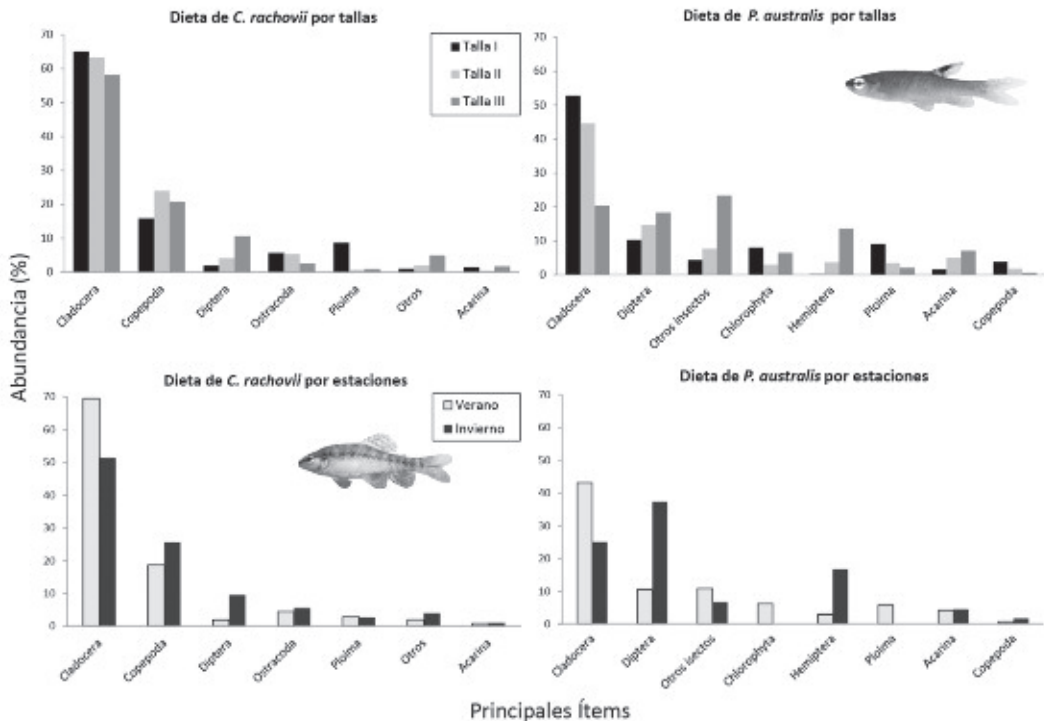 Dieta de C. rachovii por tallas
70
60
50
40
30
20
10
0
Talla I
Talla II
Talla III
Cladocera
Copepoda
Diptera
Ostracoda
Ploima
Otros
Acarina
Dieta de P. australis por tallas
70
60
50
40
30
20
10
0
Cladocera
Diptera
Otros insectos
Chlorophyta
Hemiptera
Ploima
Acarina
Copepoda
Abundancia (%)
Dieta de C. rachovii por estaciones
70
60
50
40
30
20
10
0
Verano
Invierno
Cladocera
Copepoda
Diptera
Ostracoda
Ploima
Otros
Acarina
Dieta de P. australis por estaciones
70
60
50
40
30
20
10
0
Cladocera
Diptera
Otros isectos
Chlorophyta
Hemiptera
Ploima
Acarina
Copepoda
Principales Ítems